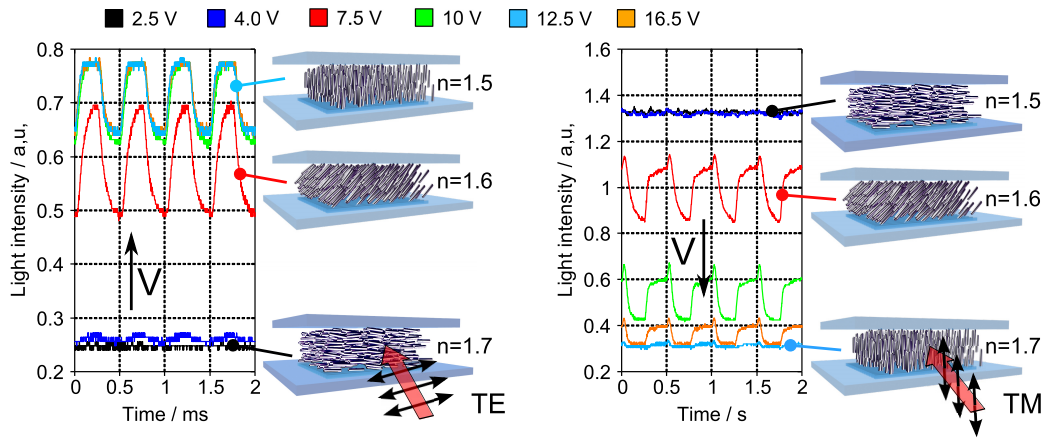 2.5 V 4.0 V 7.5 V 10 V 12.5 V 16.5 V
Light intensity / a.u,
0.8
0.7
0.6
0.5
0.4
0.3
0.2
0 0.5 1 1.5 2
Time / ms
V
n=1.5
n=1.6
n=1.7
TE
Light intensity / a.u,
1.6
1.4
1.2
1
0.8
0.6
0.4
0.2
0 0.5 1 1.5 2
Time / s
V
n=1.5
n=1.6
n=1.7
TM